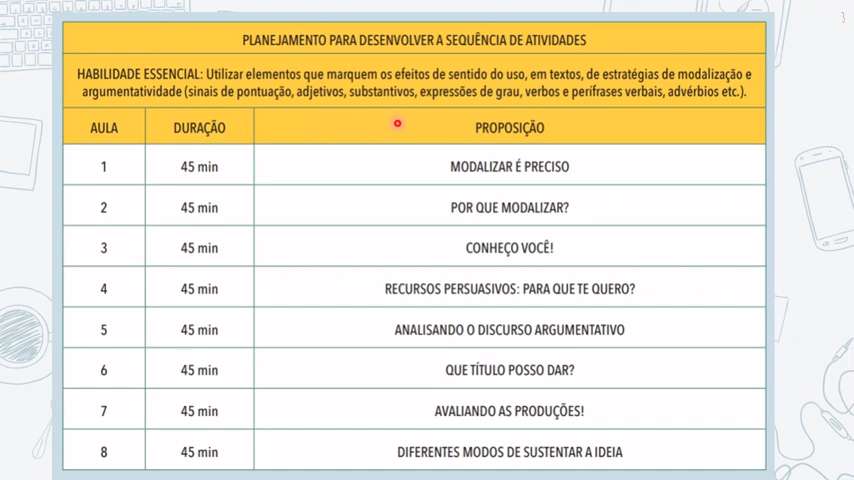 3
PLANEJAMENTO PARA DESENVOLVER A SEQUÊNCIA DE ATIVIDADES
HABILIDADE ESSENCIAL: Utilizar elementos que marquem os efeitos de sentido do uso, em textos, de estratégias de modalização e
argumentatividade (sinais de pontuação, adjetivos, substantivos, expressões de grau, verbos e perífrases verbais, advérbios etc.).
AULA DURAÇÃO PROPOSIÇÃO
1 45 min MODALIZAR É PRECISO
2 45 min POR QUE MODALIZAR?
3 45 min CONHEÇO VOCÊ!
4 45 min RECURSOS PERSUASIVOS: PARA QUE TE QUERO?
5 45 min ANALISANDO O DISCURSO ARGUMENTATIVO
6 45 min QUE TÍTULO POSSO DAR?
7 45 min AVALIANDO AS PRODUÇÕES!
8 45 min DIFERENTES MODOS DE SUSTENTAR A IDEIA